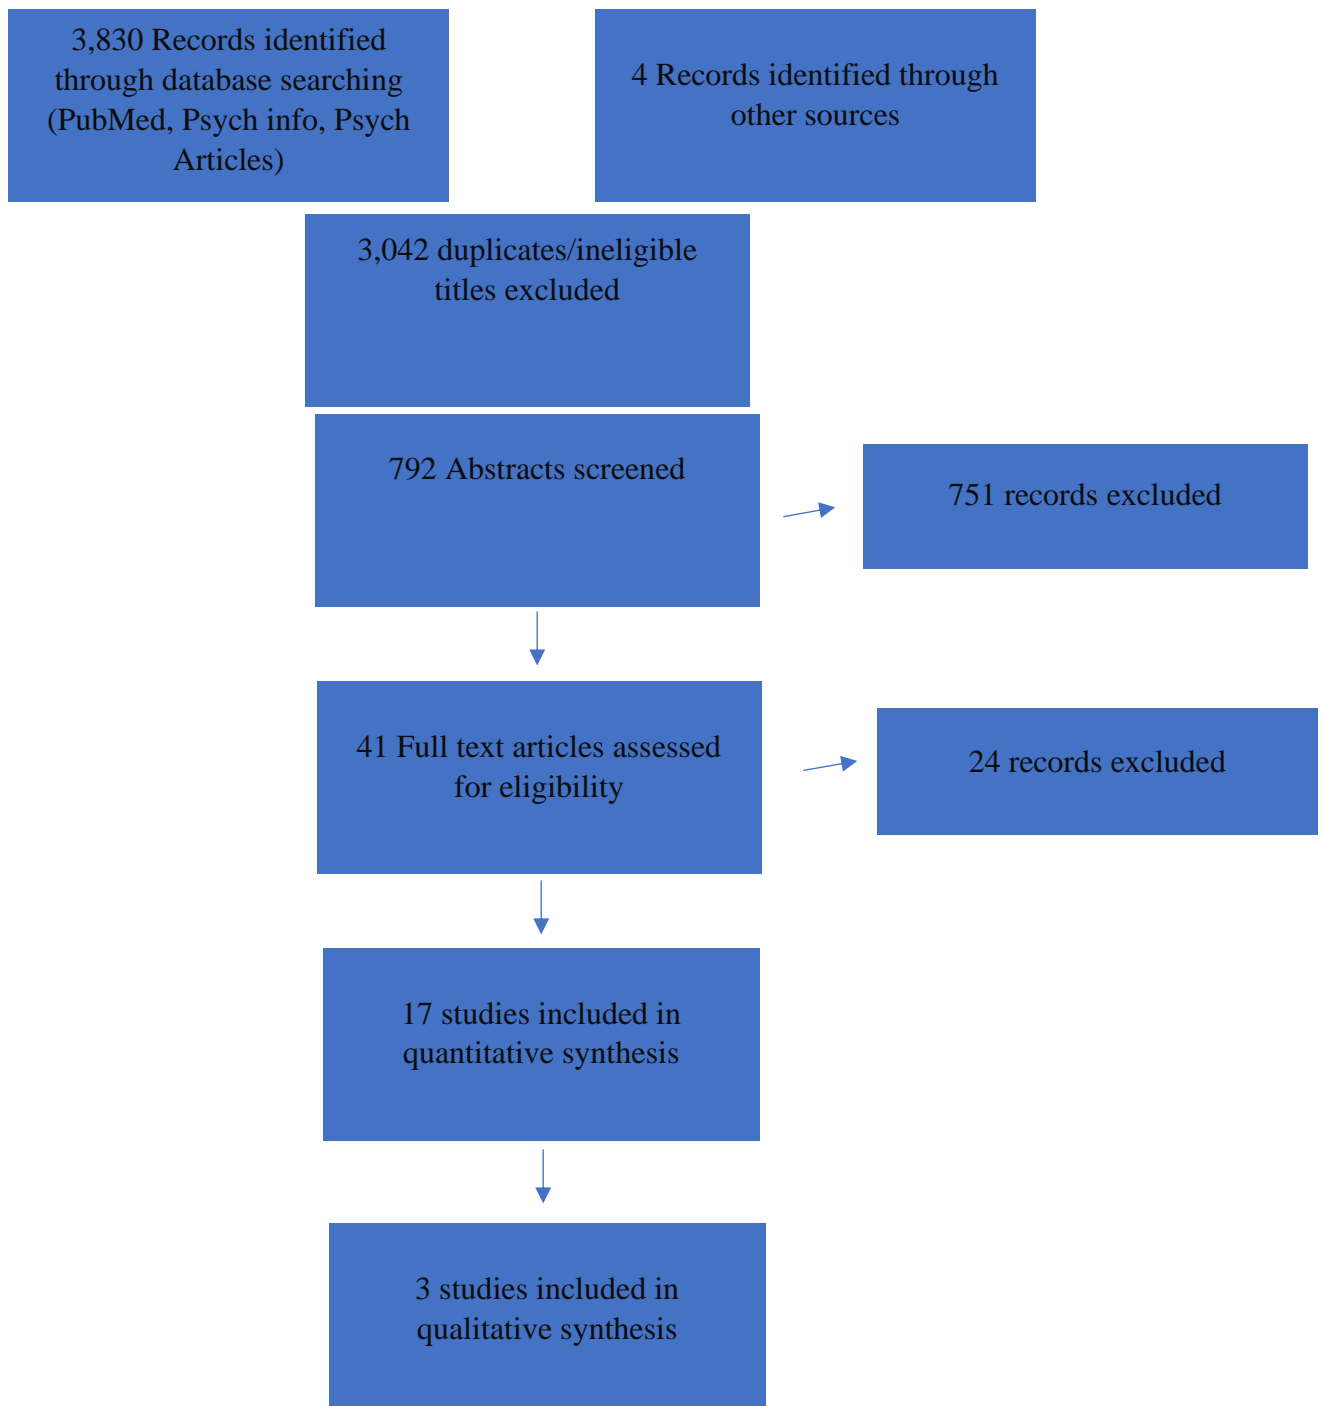 3,830 Records identified
through database searching
(PubMed, Psych info, Psych
Articles)
4 Records identified through
other sources
3,042 duplicates/ineligible
titles excluded
792 Abstracts screened
751 records excluded
41 Full text articles assessed
for eligibility
24 records excluded
17 studies included in
quantitative synthesis
3 studies included in
qualitative synthesis